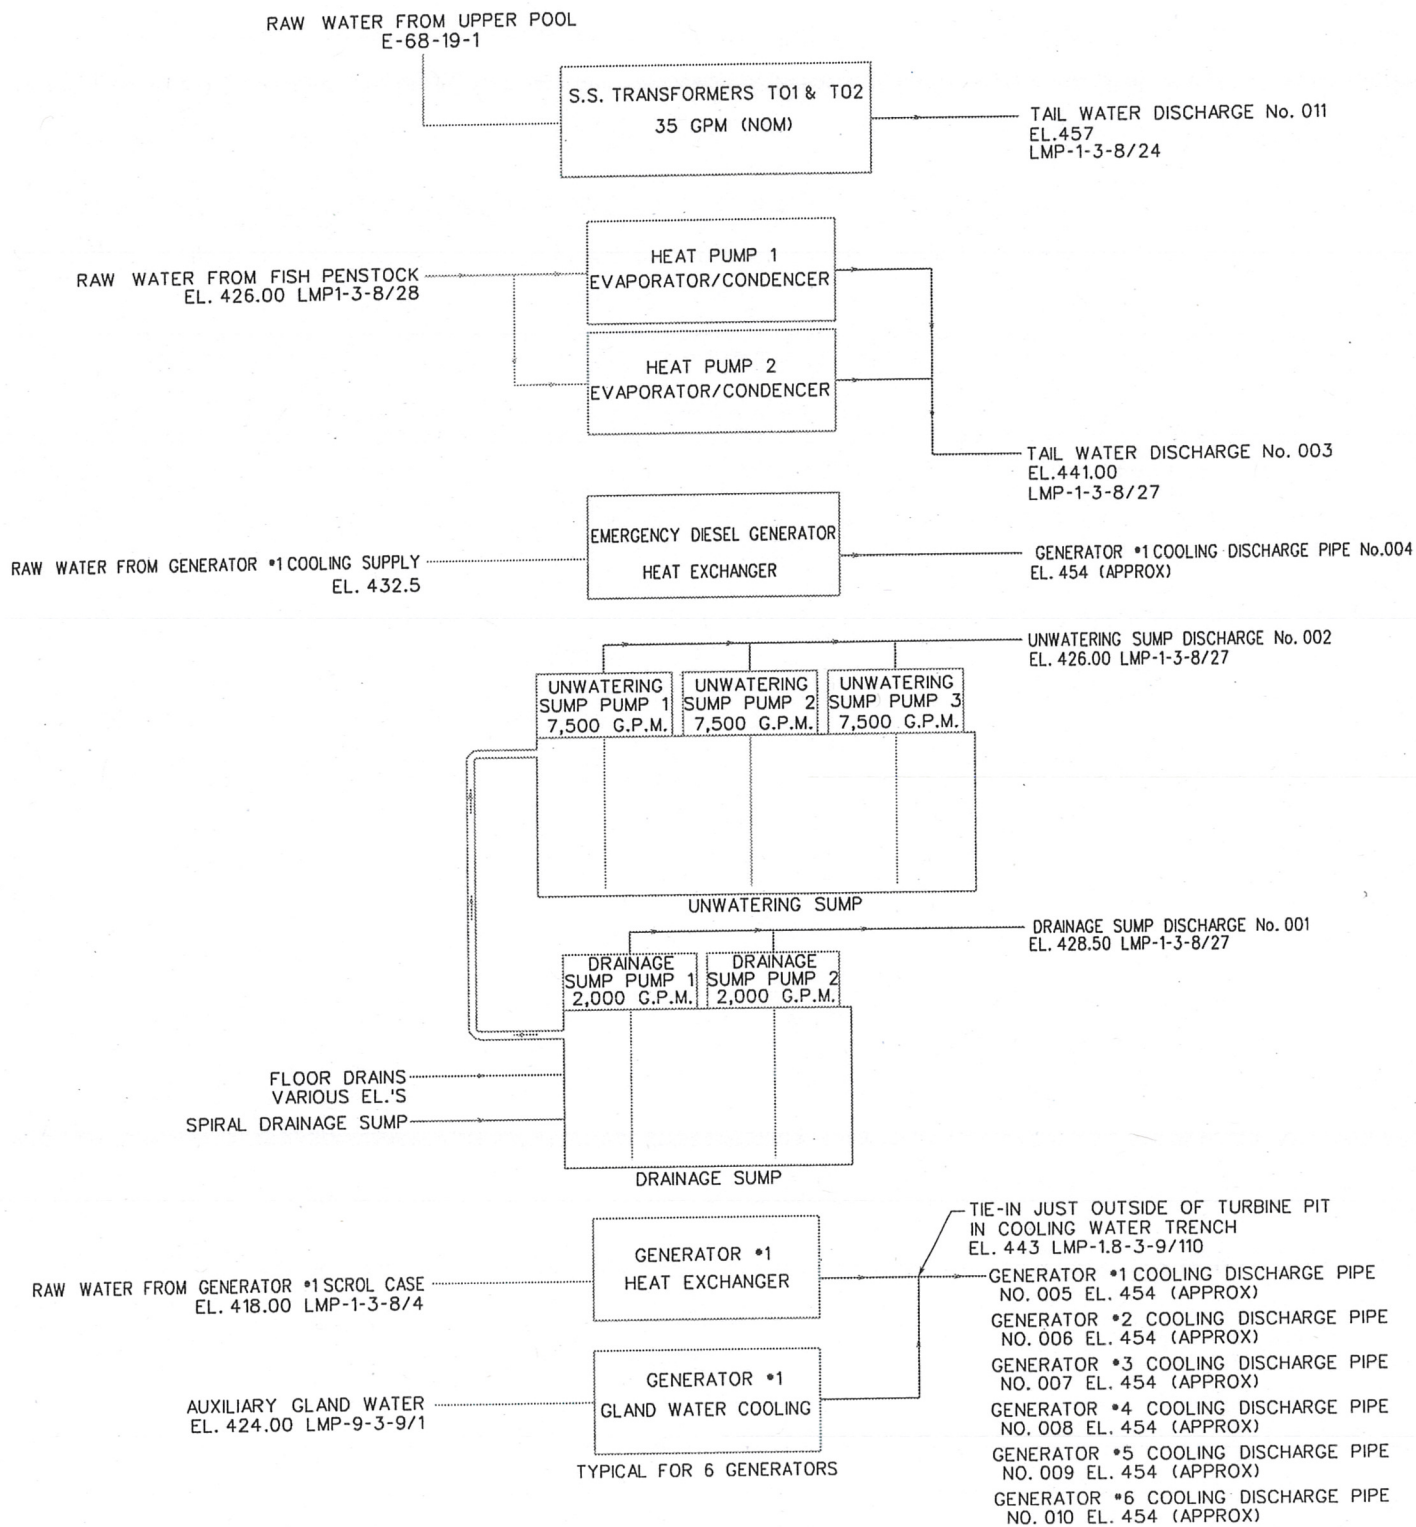 RAW WATER FROM UPPER POOL
E-68-19-1
S.S. TRANSFORMERS TO1 & TO2
35 GPM (NOM)
TAIL WATER DISCHARGE No. 011
EL.457
LMP-1-3-8/24
HEAT PUMP 1
EVAPORATOR/CONDENCER
RAW WATER FROM FISH PENSTOCK
EL. 426.00 LMP1-3-8/28
HEAT PUMP 2
EVAPORATOR/CONDENCER
TAIL WATER DISCHARGE No. 003
EL.441.00
LMP-1-3-8/27
EMERGENCY DIESEL GENERATOR
HEAT EXCHANGER
RAW WATER FROM GENERATOR #1 COOLING SUPPLY
EL. 432.5
GENERATOR #1 COOLING DISCHARGE PIPE No.004
EL. 454 (APPROX)
UNWATERING SUMP DISCHARGE No. 002
EL. 426.00 LMP-1-3-8/27
UNWATERING
SUMP PUMP 1
7,500 G.P.M.
UNWATERING
SUMP PUMP 2
7,500 G.P.M.
UNWATERING
SUMP PUMP 3
7,500 G.P.M.
UNWATERING SUMP
DRAINAGE SUMP DISCHARGE No. 001
EL. 428.50 LMP-1-3-8/27
DRAINAGE
SUMP PUMP 1
2,000 G.P.M.
DRAINAGE
SUMP PUMP 2
2,000 G.P.M.
FLOOR DRAINS
VARIOUS EL.'S
SPIRAL DRAINAGE SUMP
DRAINAGE SUMP
TIE-IN JUST OUTSIDE OF TURBINE PIT
IN COOLING WATER TRENCH
EL. 443 LMP-1.8-3-9/110
GENERATOR #1
HEAT EXCHANGER
RAW WATER FROM GENERATOR #1 SCROL CASE
EL. 418.00 LMP-1-3-8/4
GENERATOR #1 COOLING DISCHARGE PIPE
NO. 005 EL. 454 (APPROX)
GENERATOR #2 COOLING DISCHARGE PIPE
NO. 006 EL. 454 (APPROX)
GENERATOR #3 COOLING DISCHARGE PIPE
NO. 007 EL. 454 (APPROX)
GENERATOR #4 COOLING DISCHARGE PIPE
NO. 008 EL. 454 (APPROX)
GENERATOR #5 COOLING DISCHARGE PIPE
NO. 009 EL. 454 (APPROX)
GENERATOR #6 COOLING DISCHARGE PIPE
NO. 010 EL. 454 (APPROX)
GENERATOR #1
GLAND WATER COOLING
AUXILIARY GLAND WATER
EL. 424.00 LMP-9-3-9/1
TYPICAL FOR 6 GENERATORS